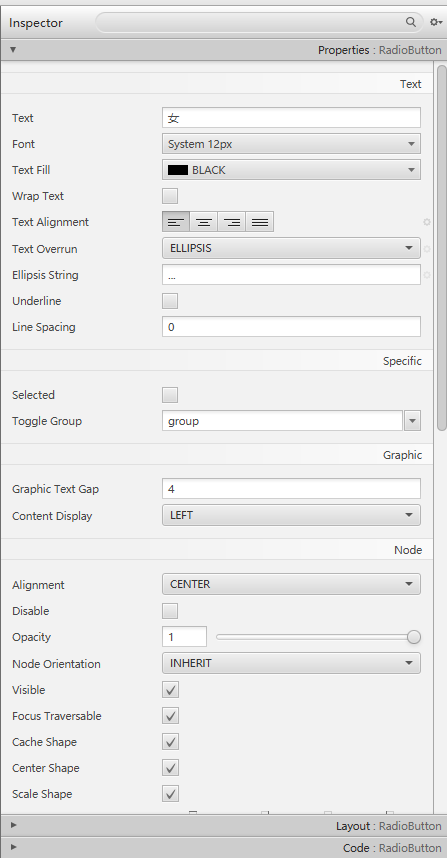 Inspector
Properties : RadioButton
Text
Text 女
Font System 12px
Text Fill BLACK
Wrap Text
Text Alignment
Text Overrun ELLIPSIS
Ellipsis String ...
Underline
Line Spacing 0
Specific
Selected
Toggle Group group
Graphic
Graphic Text Gap 4
Content Display LEFT
Node
Alignment CENTER
Disable
Opacity 1
Node Orientation INHERIT
Visible
Focus Traversable
Cache Shape
Center Shape
Scale Shape
Layout : RadioButton
Code : RadioButton